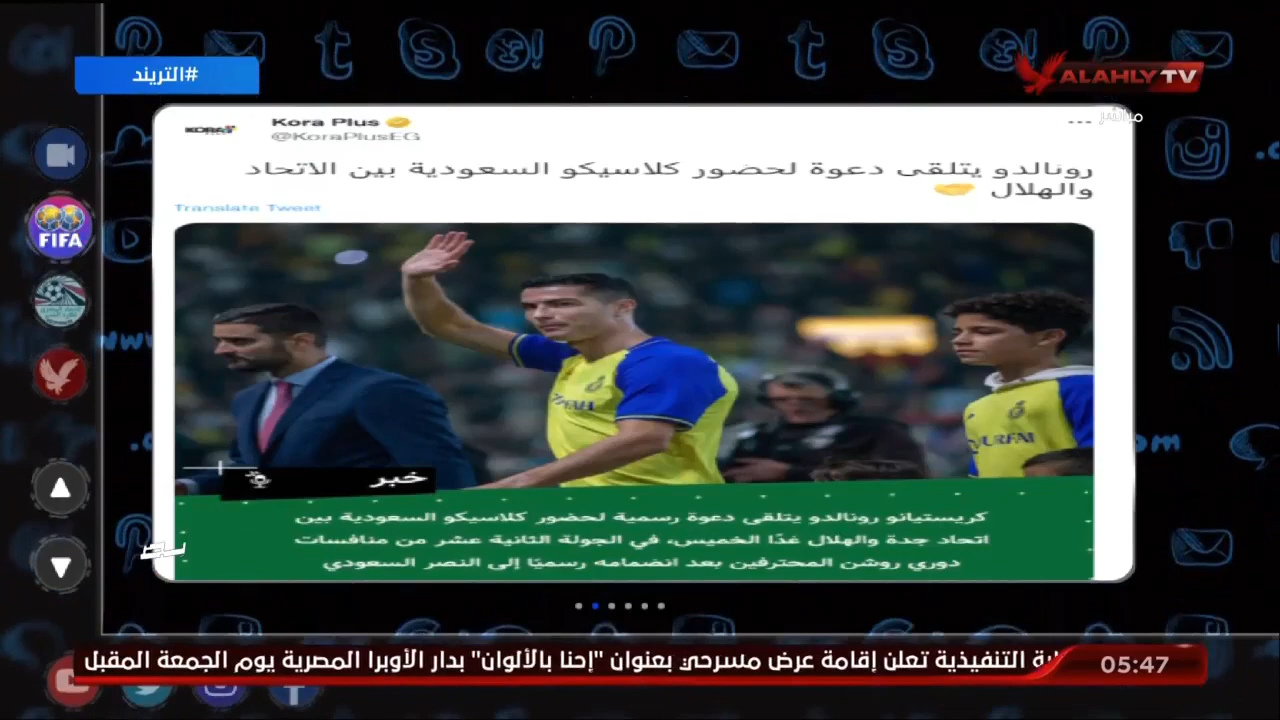 #التريند
ALAHLY TV
مباشر
Kora Plus
@KoraPlusEG
رونالدو يتلقى دعوة لحضور كلاسيكو السعودية بين الاتحاد
والهلال
Translate Tweet
FIFA
خبر
كريستيانو رونالدو يتلقى دعوة رسمية لحضور كلاسيكو السعودية بين
اتحاد جدة والهلال غدًا الخميس، في الجولة الثانية عشر من منافسات
دوري روشن المحترفين بعد انضمامه رسميًا إلى النصر السعودي
التنفيذية تعلن إقامة عرض مسرحي بعنوان "إحنا بالألوان" بدار الأوبرا المصرية يوم الجمعة المقبل
05:47